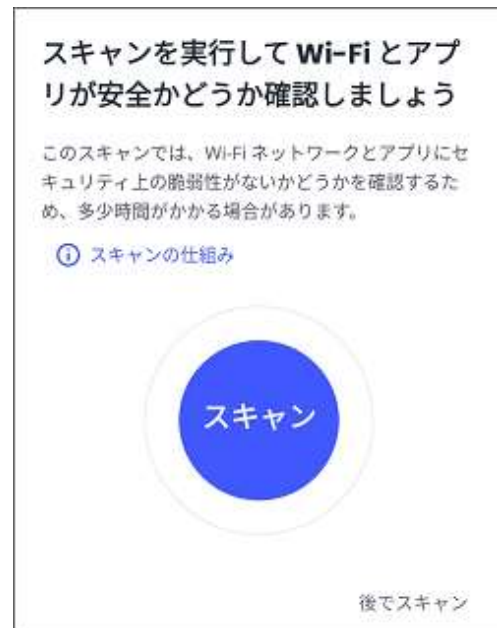 スキャンを実行して Wi-Fi とアプ
リが安全かどうか確認しましょう
このスキャンでは、Wi-Fi ネットワークとアプリにセ
キュリティ上の脆弱性がないかどうかを確認するた
め、多少時間がかかる場合があります。
スキャンの仕組み
スキャン
後でスキャン